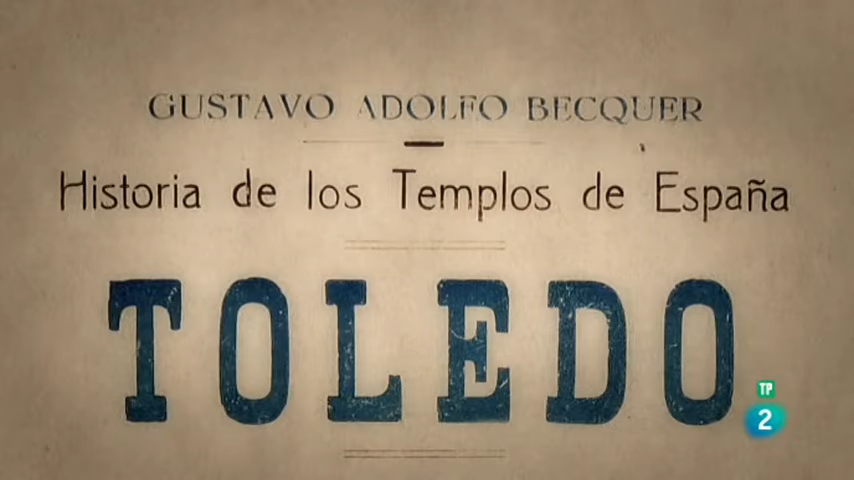 GUSTAVO ADOLFO BECQUER
Historia de los Templos de España
TOLEDO
TP
2